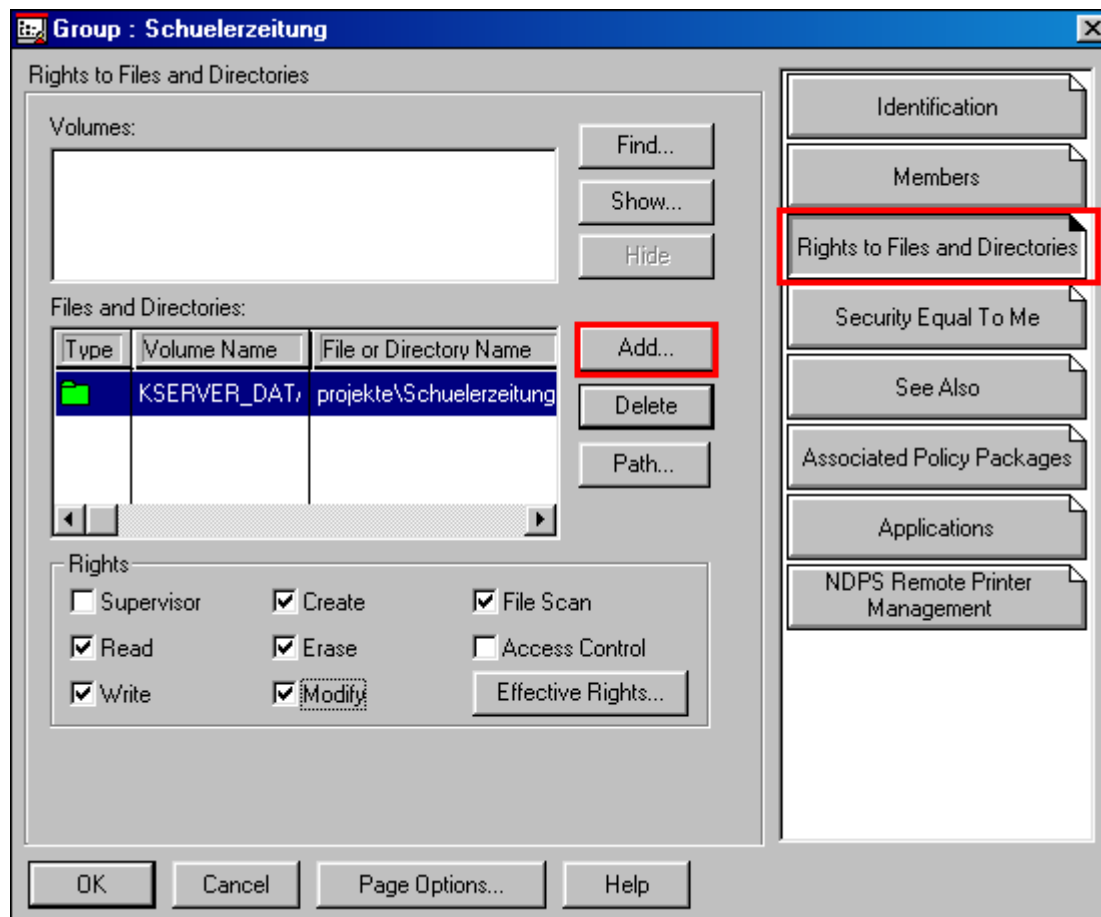 Group : Schuelerzeitung
Rights to Files and Directories
Volumes:
Find...
Show...
Hide
Files and Directories:
Type Volume Name File or Directory Name
KSERVER_DATA projekte\Schuelerzeitung
Add...
Delete
Path...
Rights
Supervisor Create File Scan
Read Erase Access Control
Write Modify Effective Rights...
OK Cancel Page Options... Help
Identification
Members
Rights to Files and Directories
Security Equal To Me
See Also
Associated Policy Packages
Applications
NDPS Remote Printer
Management